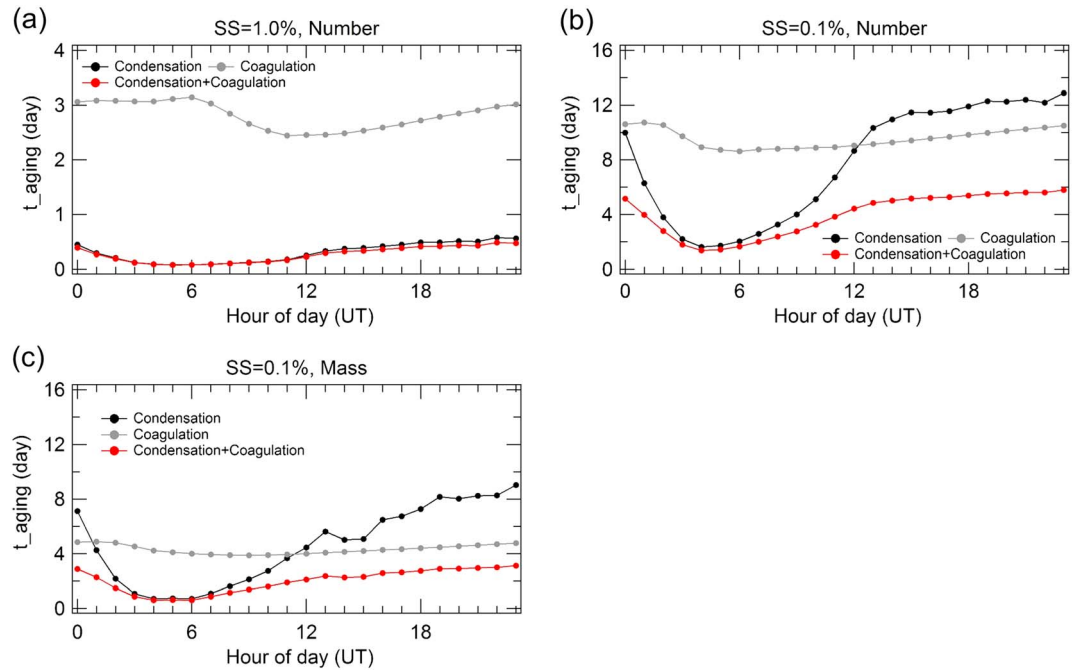 (a)
SS=1.0%, Number
4
3
2
1
0
t_aging (day)
Condensation Coagulation
Condensation+Coagulation
0 6 12 18
Hour of day (UT)
(b)
SS=0.1%, Number
16
12
8
4
0
t_aging (day)
Condensation Coagulation
Condensation+Coagulation
0 6 12 18
Hour of day (UT)
(c)
SS=0.1%, Mass
16
12
8
4
0
t_aging (day)
Condensation
Coagulation
Condensation+Coagulation
0 6 12 18
Hour of day (UT)